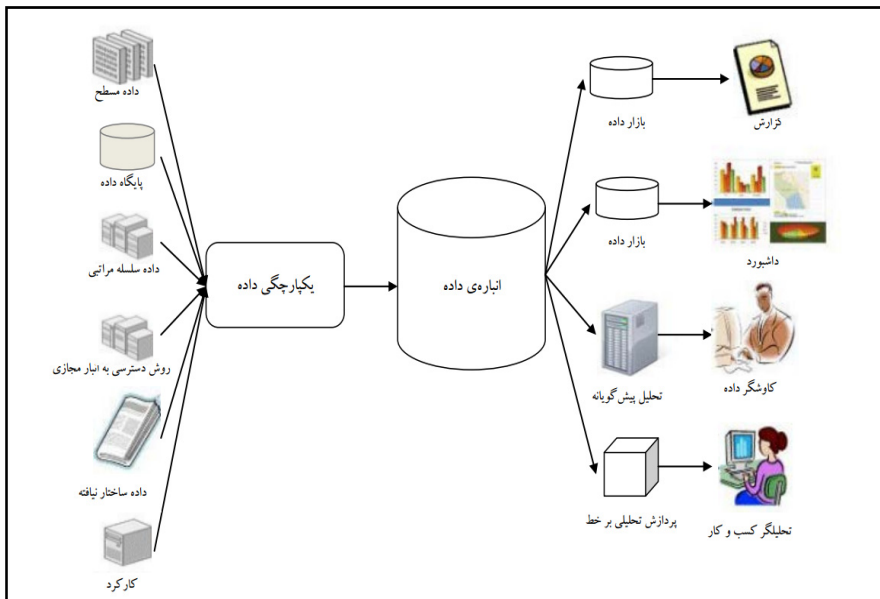 داده مسطح
پایگاه داده
داده سلسله مراتبی
روش دسترسی به انبار مجازی
داده ساختار نیافته
کارکرد
یکپارچگی داده
انباره‌ی داده
بازار داده
گزارش
بازار داده
داشبورد
تحلیل پیش‌گویانه
کاوشگر داده
پردازش تحلیلی بر خط
تحلیلگر کسب و کار